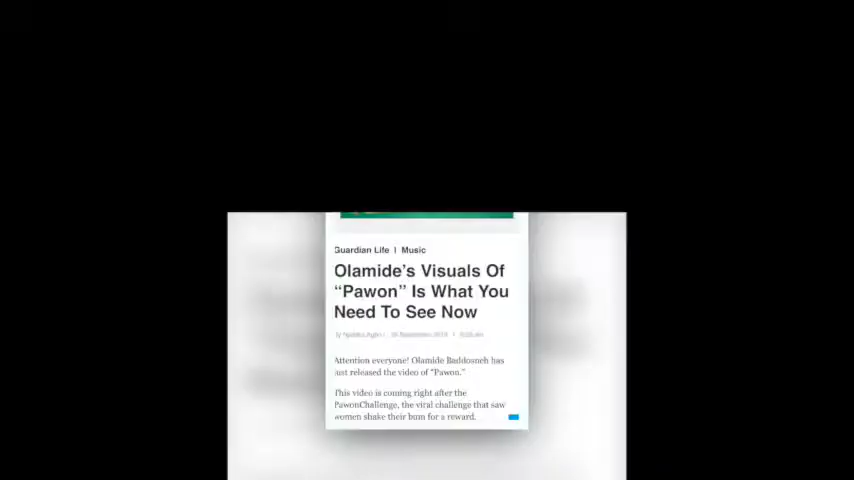 Guardian Life | Music
Olamide's Visuals Of
“Pawon” Is What You
Need To See Now
Attention everyone! Olamide Baddosneh has
just released the video of “Pawon.”
This video is coming right after the
PawonChallenge, the viral challenge that saw
women shake their bum for a reward.